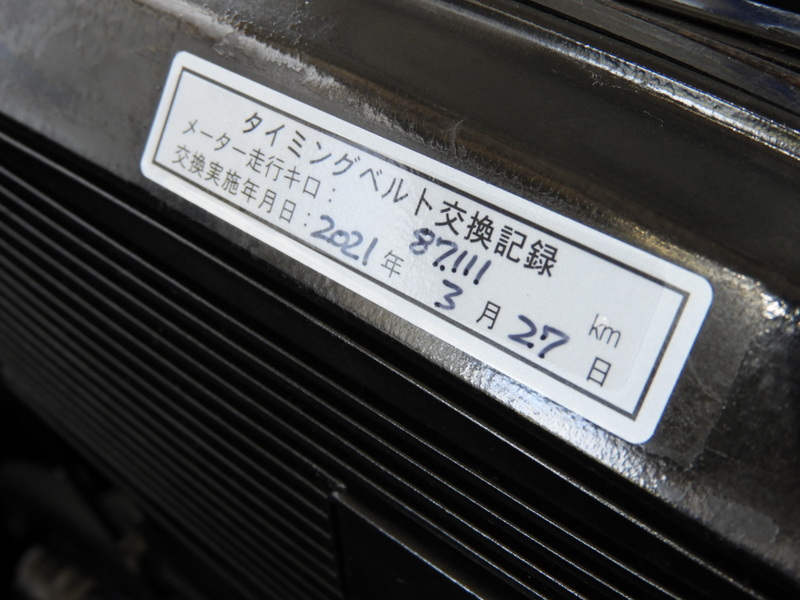 タイミングベルト交換記録
メーター走行キロ： 87.111 km
交換実施年月日：2021年 3月 27日